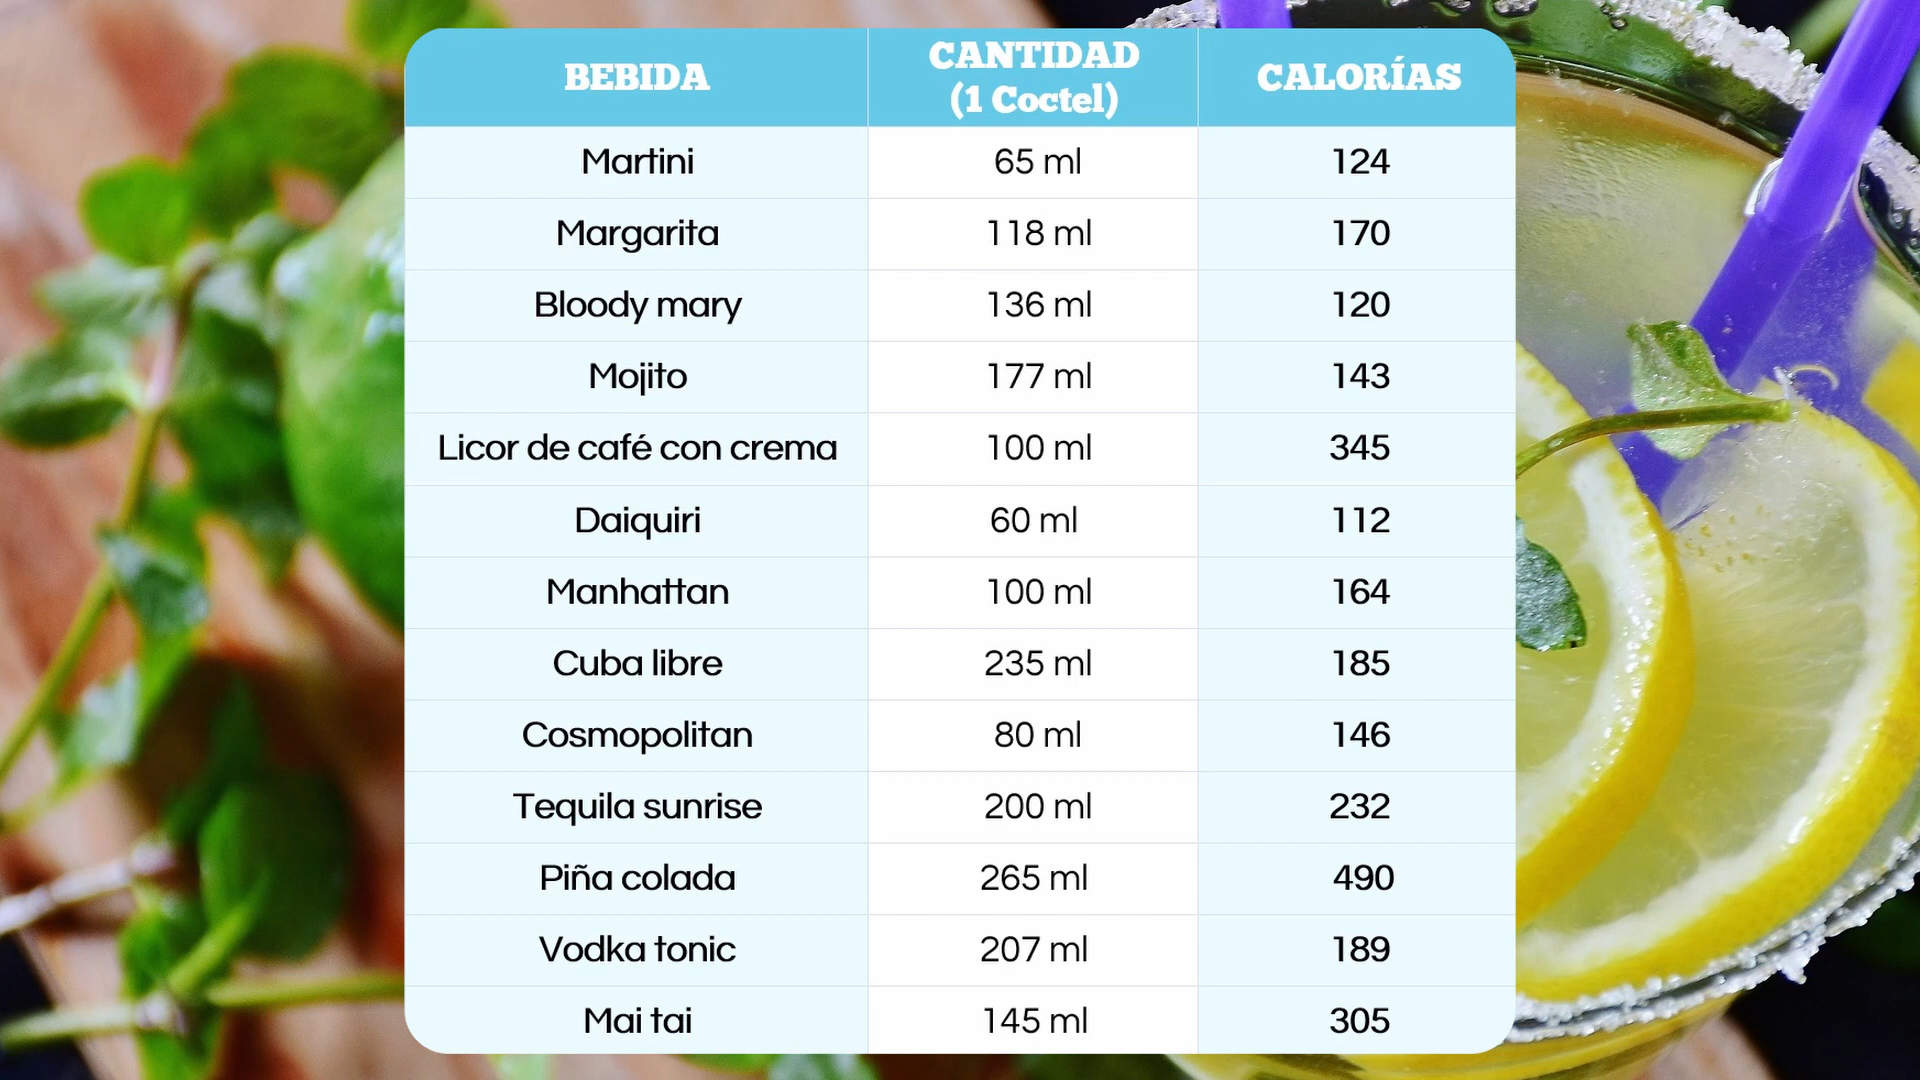 BEBIDA
CANTIDAD
(1 Coctel)
CALORÍAS
Martini 65 ml 124
Margarita 118 ml 170
Bloody mary 136 ml 120
Mojito 177 ml 143
Licor de café con crema 100 ml 345
Daiquiri 60 ml 112
Manhattan 100 ml 164
Cuba libre 235 ml 185
Cosmopolitan 80 ml 146
Tequila sunrise 200 ml 232
Piña colada 265 ml 490
Vodka tonic 207 ml 189
Mai tai 145 ml 305